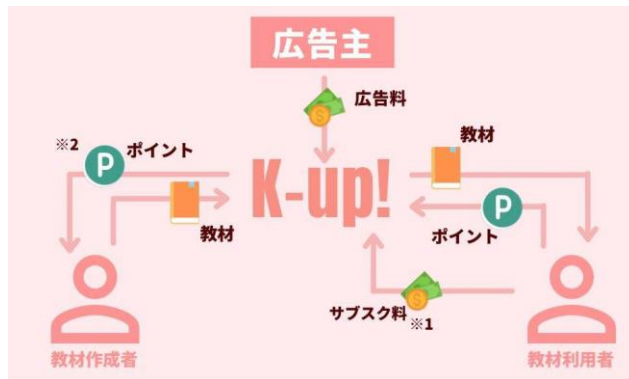 広告主
広告料
※2
P
ポイント
教材
K-up!
教材
P
ポイント
サブスク料
※1
教材作成者
教材利用者